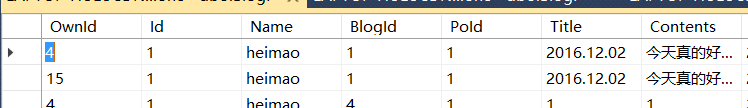 OwnId Id Name BlogId PoId Title Contents
4 1 heimao 1 1 2016.12.02 今天真的好...
15 1 heimao 1 1 2016.12.02 今天真的好...
4 1 heimao 4 1 1 1